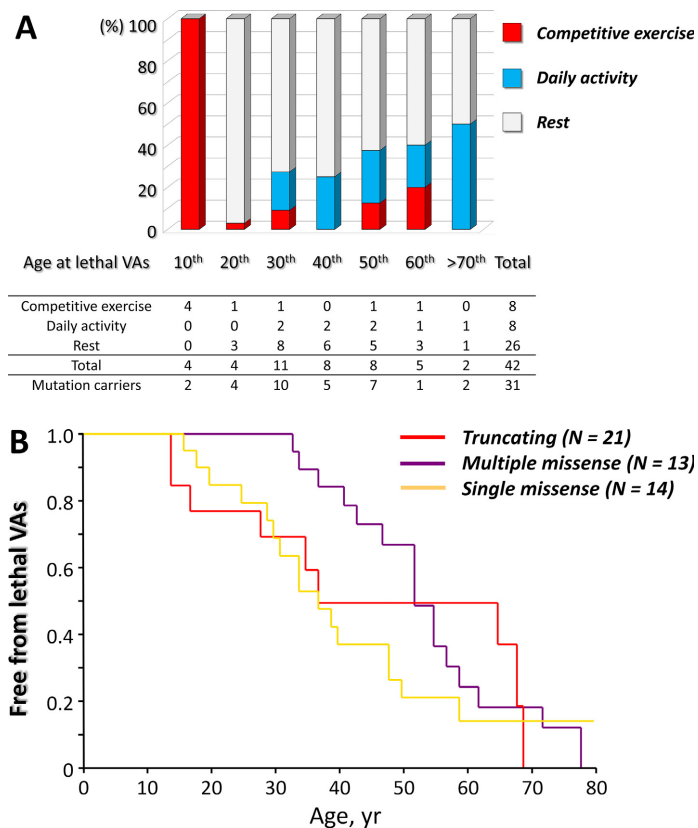 A
(%) 100
80
60
40
20
0
Competitive exercise
Daily activity
Rest
Age at lethal VAs 10th 20th 30th 40th 50th 60th >70th Total
Competitive exercise 4 1 1 0 1 1 0 8
Daily activity 0 0 2 2 2 1 1 8
Rest 0 3 8 6 5 3 1 26
Total 4 4 11 8 8 5 2 42
Mutation carriers 2 4 10 5 7 1 2 31
B
Truncating (N = 21)
Multiple missense (N = 13)
Single missense (N = 14)
Free from lethal VAs
1.0
0.8
0.6
0.4
0.2
0
0 10 20 30 40 50 60 70 80
Age, yr